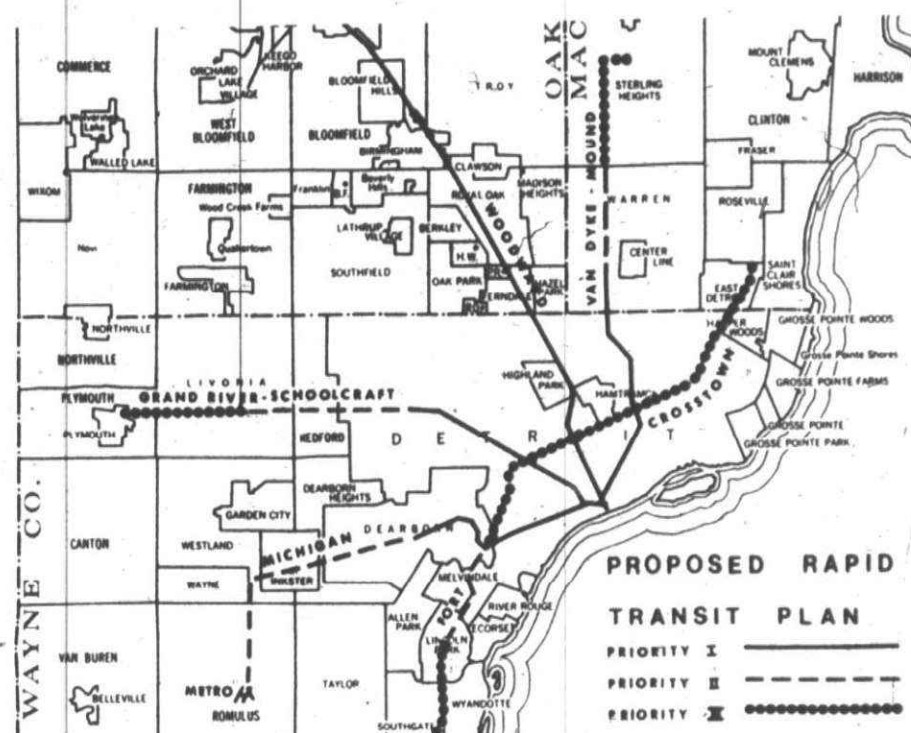 COMMERCE
Wolverine
Lake
WALLED LAKE
WIXOM
ORCHARD
LAKE
VILLAGE
KEEGO
HARBOR
WEST
BLOOMFIELD
BLOOMFIELD
HILLS
BLOOMFIELD
BIRMINGHAM
TROY
OAK
MAC
STERLING
HEIGHTS
MOUNT
CLEMENS
HARRISON
CLINTON
FRASER
ROSEVILLE
CLAWSON
ROYAL OAK
MADISON
HEIGHTS
WARREN
VAN DYKE - MOUND
WOODWARD
FARMINGTON
Wood Creek Farms
Franklin
B.F.
Beverly
Hills
LATHRUP
VILLAGE
BERKLEY
H.W.
Novi
Quakertown
FARMINGTON
SOUTHFIELD
OAK PARK
P.R.
FERNDALE
HAZEL
PARK
CENTER
LINE
SAINT
CLAIR
SHORES
EAST
DETROIT
HARPER
WOODS
GROSSE POINTE WOODS
Grosse Pointe Shores
GROSSE POINTE FARMS
GROSSE POINTE
GROSSE POINTE PARK
NORTHVILLE
NORTHVILLE
PLYMOUTH
PLYMOUTH
LIVONIA
GRAND RIVER - SCHOOLCRAFT
REDFORD
HIGHLAND
PARK
HAMTRAMCK
CROSSTOWN
DETROIT
DEARBORN
HEIGHTS
DEARBORN
GARDEN CITY
WAYNE CO.
CANTON
WESTLAND
MICHIGAN
INKSTER
WAYNE
MELVINDALE
FORT
RIVER ROUGE
ECORSE
ALLEN
PARK
LINCOLN
PARK
VAN BUREN
BELLEVILLE
METRO
ROMULUS
TAYLOR
WYANDOTTE
SOUTHGATE
PROPOSED RAPID
TRANSIT PLAN
PRIORITY I
PRIORITY II
PRIORITY III